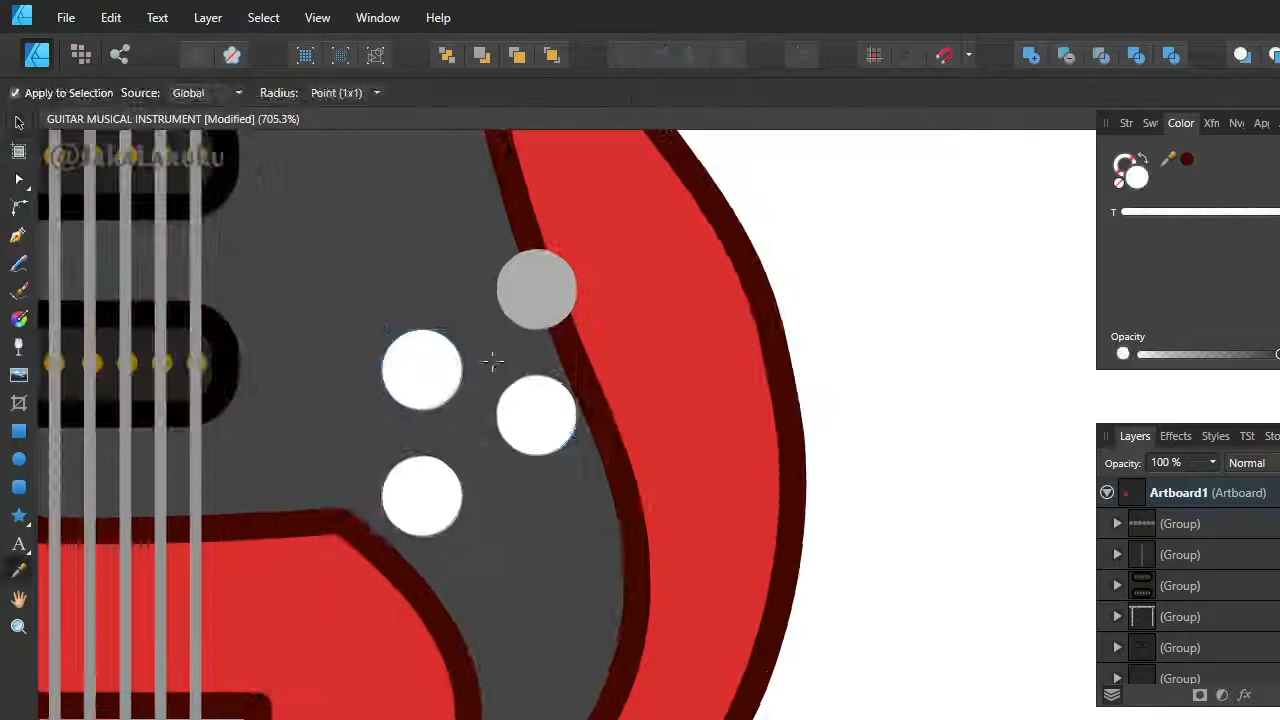 File Edit Text Layer Select View Window Help
Apply to Selection Source: Global Radius: Point (1x1)
GUITAR MUSICAL INSTRUMENT [Modified] (705.3%)
Str Sw Color Xfn Nv Ap
T
Opacity
Layers Effects Styles TSt St
Opacity: 100 % Normal
Artboard1 (Artboard)
(Group)
(Group)
(Group)
(Group)
(Group)
(Group)